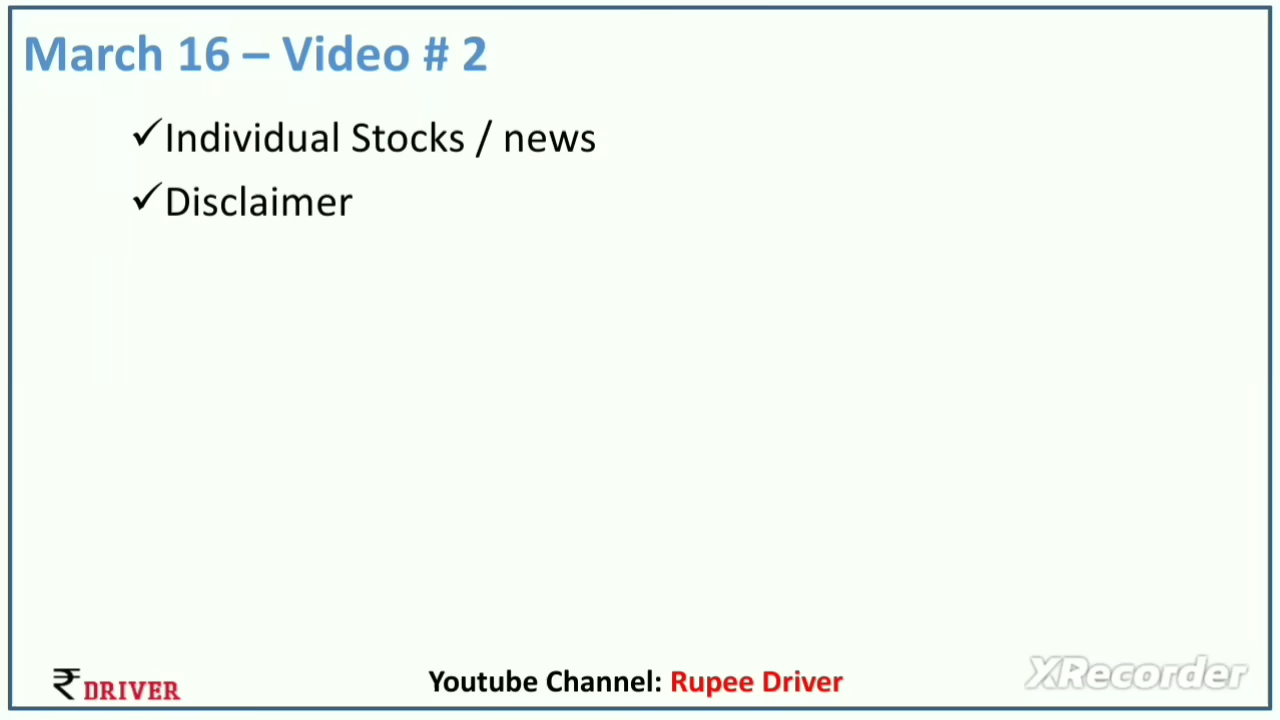 March 16 – Video # 2
✓Individual Stocks / news
✓Disclaimer
₹ DRIVER
Youtube Channel: Rupee Driver
XRecorder